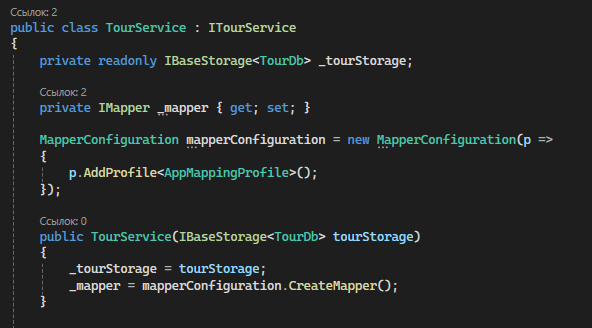 Ссылок: 2
public class TourService : ITourService
{
private readonly IBaseStorage<TourDb> _tourStorage;
Ссылок: 2
private IMapper _mapper { get; set; }
MapperConfiguration mapperConfiguration = new MapperConfiguration(p =>
{
p.AddProfile<AppMappingProfile>();
});
Ссылок: 0
public TourService(IBaseStorage<TourDb> tourStorage)
{
_tourStorage = tourStorage;
_mapper = mapperConfiguration.CreateMapper();
}